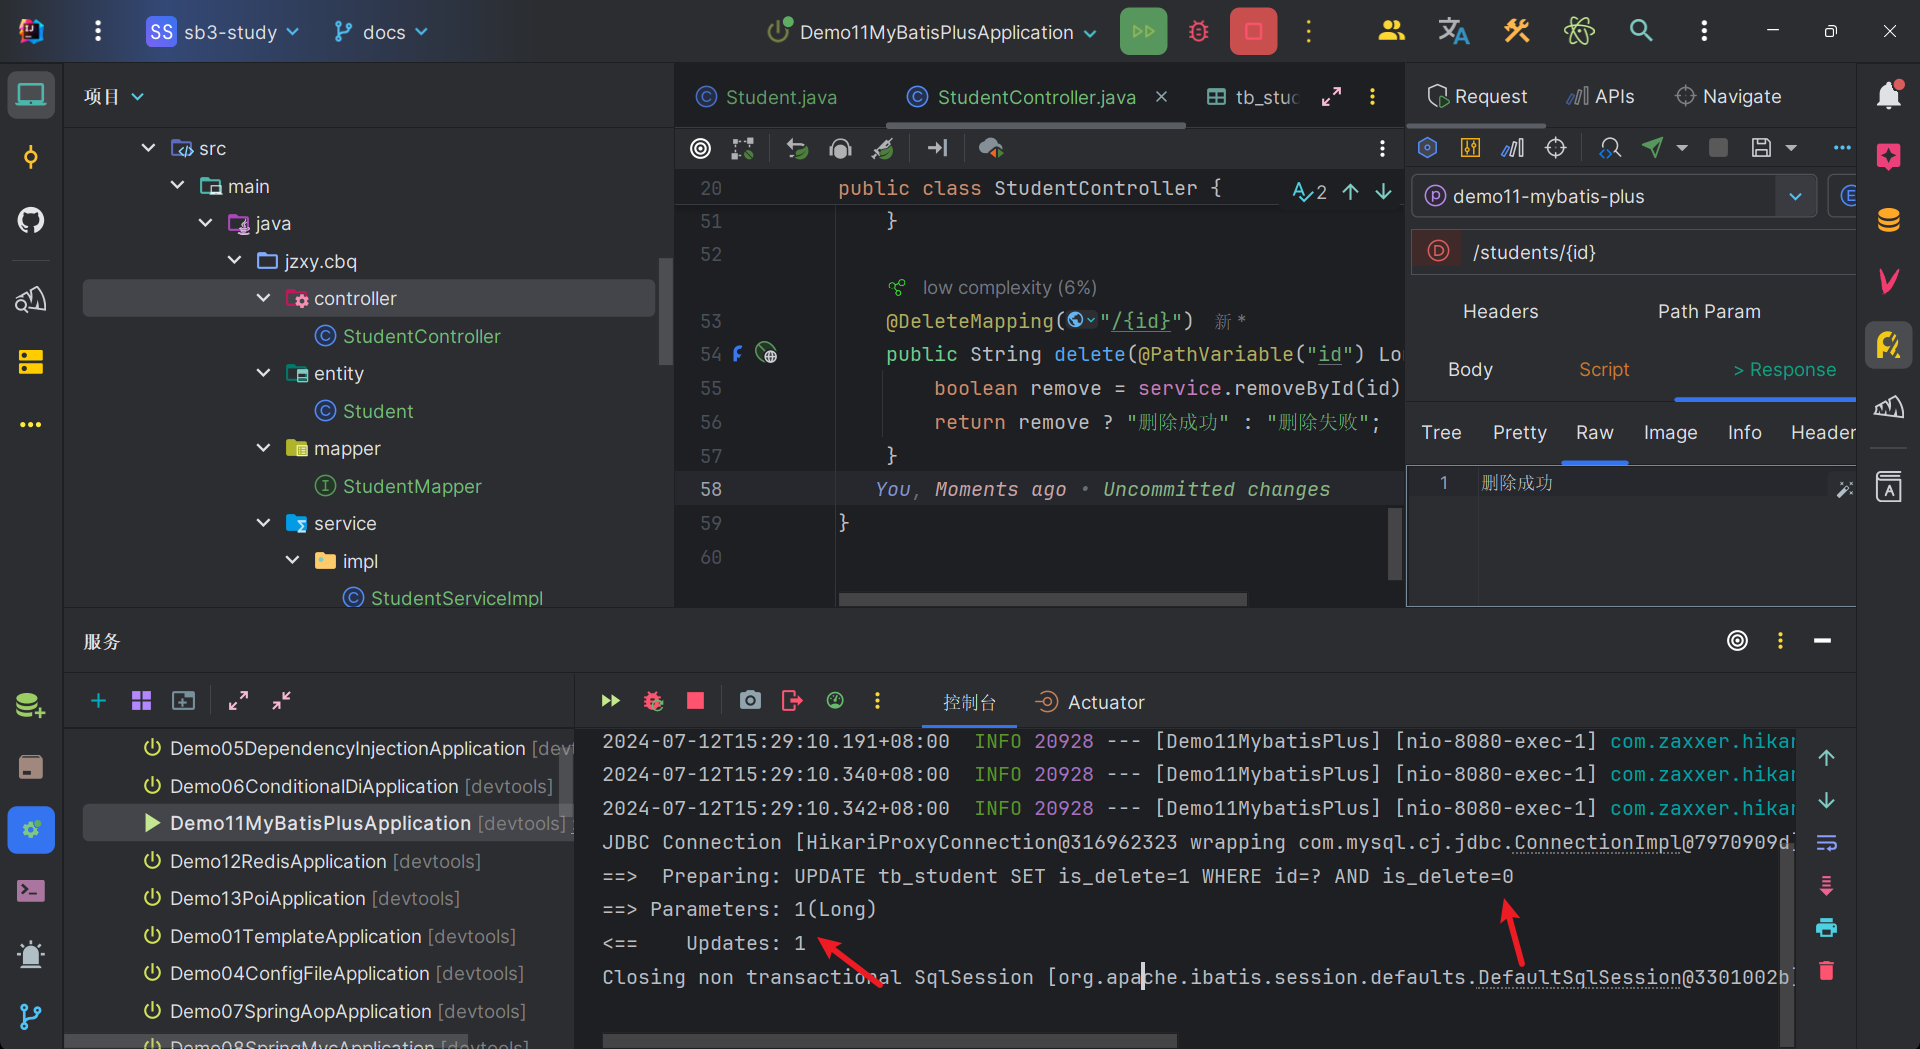 SS sb3-study docs Demo11MyBatisPlusApplication
项目
src
main
java
jzxy.cbq
controller
StudentController
entity
Student
mapper
StudentMapper
service
impl
StudentServiceImpl
Student.java StudentController.java tb_stuc
20 public class StudentController { 2
51 }
52
low complexity (6%)
53 @DeleteMapping("/{id}") 新 *
54 public String delete(@PathVariable("id") Lo
55 boolean remove = service.removeById(id)
56 return remove ? "删除成功" : "删除失败";
57 }
58 You, Moments ago • Uncommitted changes
59 }
60
Request APIs Navigate
demo11-mybatis-plus
/students/{id}
Headers Path Param
Body Script > Response
Tree Pretty Raw Image Info Header
1 删除成功
服务
控制台 Actuator
Demo05DependencyInjectionApplication [devt
Demo06ConditionalDiApplication [devtools]
Demo11MyBatisPlusApplication [devtools] :
Demo12RedisApplication [devtools]
Demo13PoiApplication [devtools]
Demo01TemplateApplication [devtools]
Demo04ConfigFileApplication [devtools]
Demo07SpringAopApplication [devtools]
Demo08SpringMvcApplication [devtools]
2024-07-12T15:29:10.191+08:00 INFO 20928 --- [Demo11MybatisPlus] [nio-8080-exec-1] com.zaxxer.hikar
2024-07-12T15:29:10.340+08:00 INFO 20928 --- [Demo11MybatisPlus] [nio-8080-exec-1] com.zaxxer.hikar
2024-07-12T15:29:10.342+08:00 INFO 20928 --- [Demo11MybatisPlus] [nio-8080-exec-1] com.zaxxer.hikar
JDBC Connection [HikariProxyConnection@316962323 wrapping com.mysql.cj.jdbc.ConnectionImpl@7970909d]
==> Preparing: UPDATE tb_student SET is_delete=1 WHERE id=? AND is_delete=0
==> Parameters: 1(Long)
<== Updates: 1
Closing non transactional SqlSession [org.apache.ibatis.session.defaults.DefaultSqlSession@3301002b]